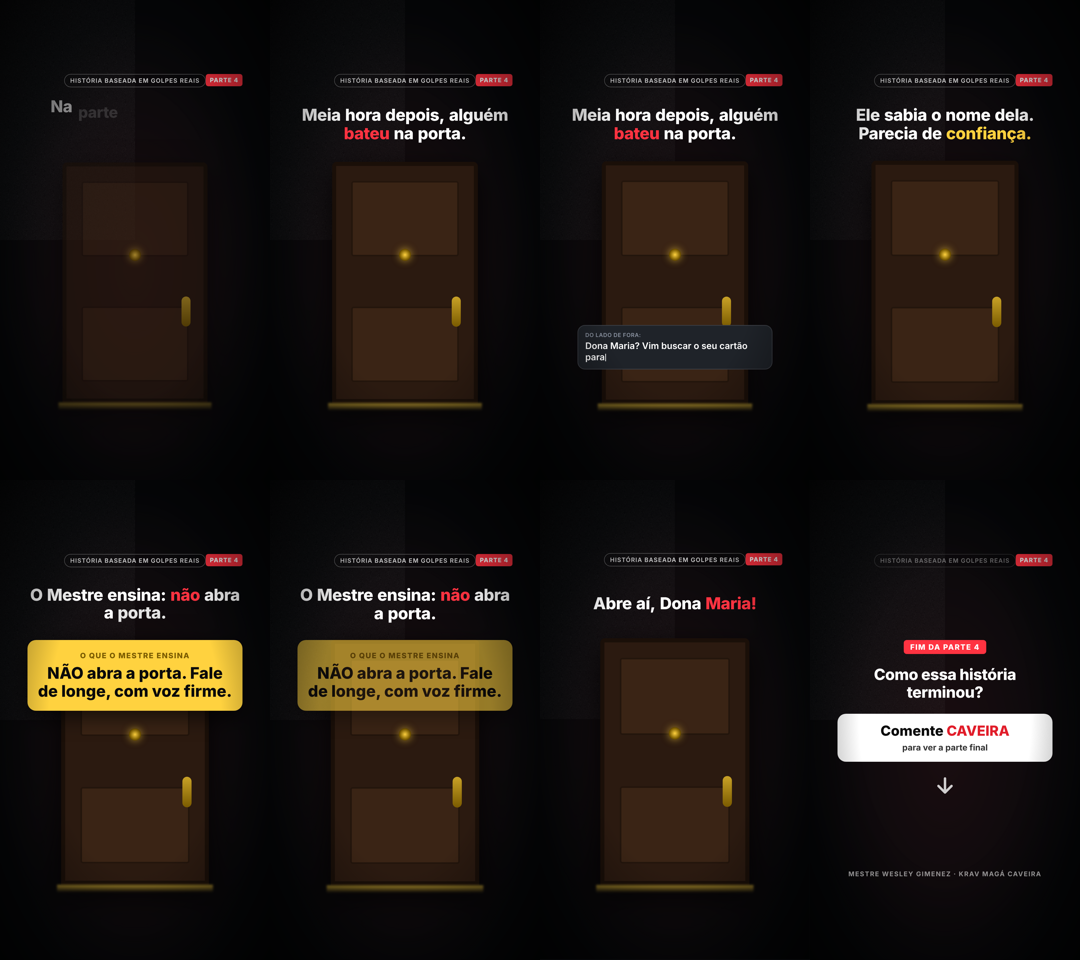 HISTÓRIA BASEADA EM GOLPES REAIS PARTE 4
Na parte
HISTÓRIA BASEADA EM GOLPES REAIS PARTE 4
Meia hora depois, alguém
bateu na porta.
HISTÓRIA BASEADA EM GOLPES REAIS PARTE 4
Meia hora depois, alguém
bateu na porta.
DO LADO DE FORA:
Dona Maria? Vim buscar o seu cartão
para
HISTÓRIA BASEADA EM GOLPES REAIS PARTE 4
Ele sabia o nome dela.
Parecia de confiança.
HISTÓRIA BASEADA EM GOLPES REAIS PARTE 4
O Mestre ensina: não abra
a porta.
O QUE O MESTRE ENSINA
NÃO abra a porta. Fale
de longe, com voz firme.
HISTÓRIA BASEADA EM GOLPES REAIS PARTE 4
O Mestre ensina: não abra
a porta.
O QUE O MESTRE ENSINA
NÃO abra a porta. Fale
de longe, com voz firme.
HISTÓRIA BASEADA EM GOLPES REAIS PARTE 4
Abre aí, Dona Maria!
HISTÓRIA BASEADA EM GOLPES REAIS PARTE 4
FIM DA PARTE 4
Como essa história
terminou?
Comente CAVEIRA
para ver a parte final
MESTRE WESLEY GIMENEZ · KRAV MAGÁ CAVEIRA